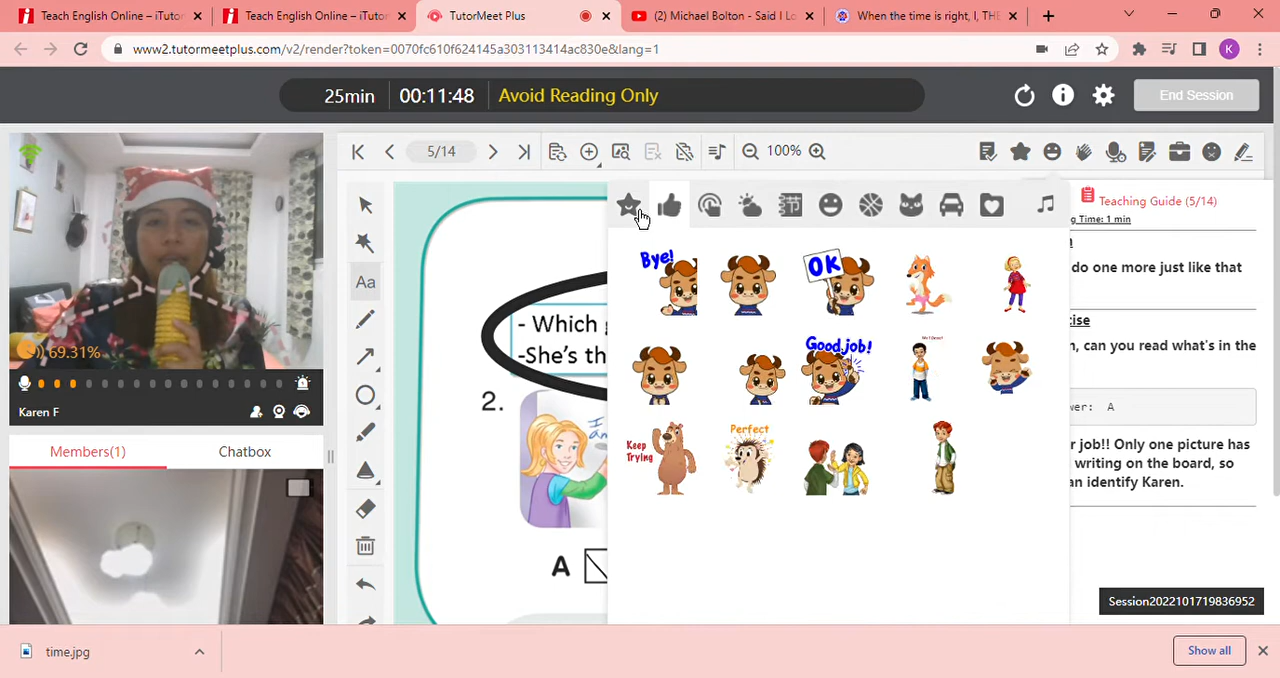 Teach English Online – iTutor
Teach English Online – iTutor
TutorMeet Plus
(2) Michael Bolton - Said I Lo
When the time is right, I, THE
www2.tutormeetplus.com/v2/render?token=0070fc610f624145a303113414ac830e&lang=1
K
25min
00:11:48
Avoid Reading Only
End Session
5/14
100%
69.31%
Karen F
Members(1)
Chatbox
Aa
- Which
-She's th
2.
A
Bye!
OK
Good job!
Keep
Trying
Perfect
Teaching Guide (5/14)
g Time: 1 min
do one more just like that
ise
m, can you read what's in the
wer: A
r job!! Only one picture has
writing on the board, so
an identify Karen.
Session2022101719836952
time.jpg
Show all